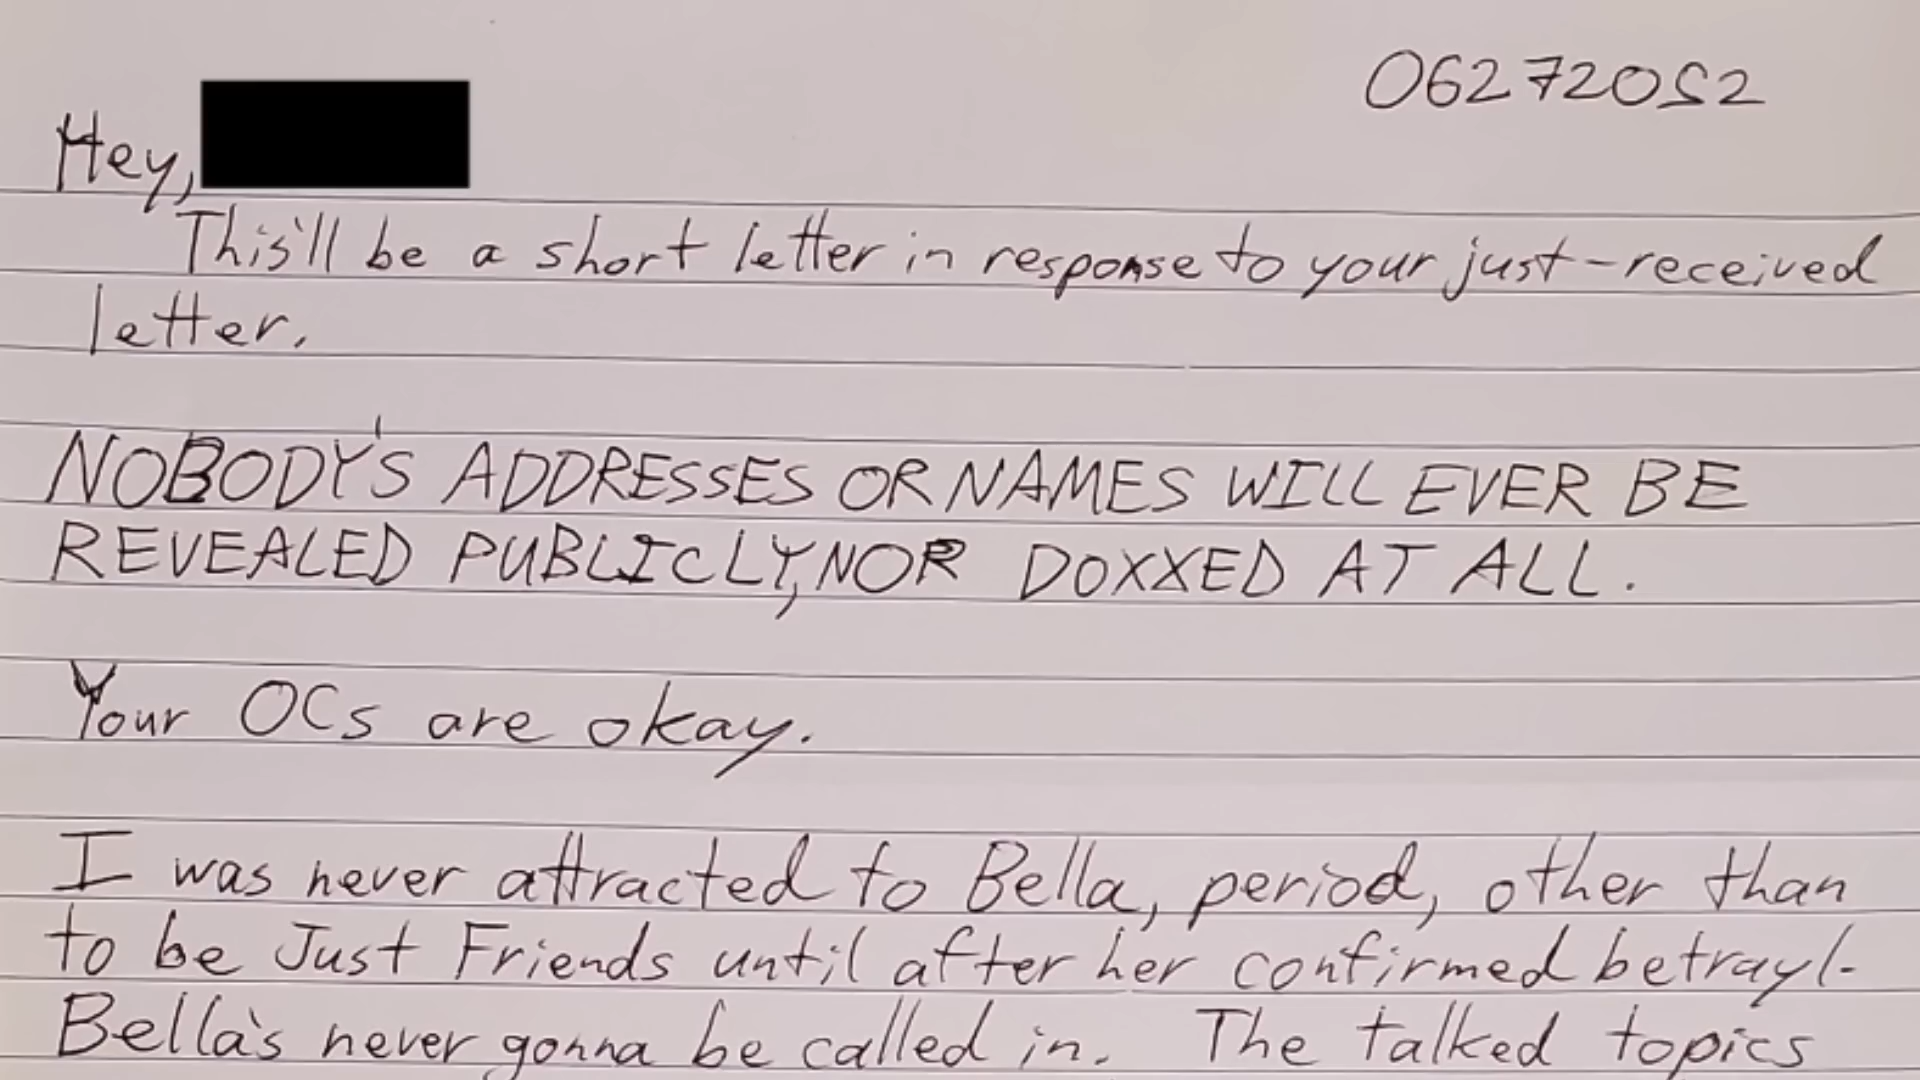 06272052
Hey,
This'll be a short letter in response to your just-received
letter.
NOBODY'S ADDRESSES OR NAMES WILL EVER BE
REVEALED PUBLICLY, NOR DOXXED AT ALL.
Your OCs are okay.
I was never attracted to Bella, period, other than
to be Just Friends until after her confirmed betrayl.
Bella's never gonna be called in. The talked topics